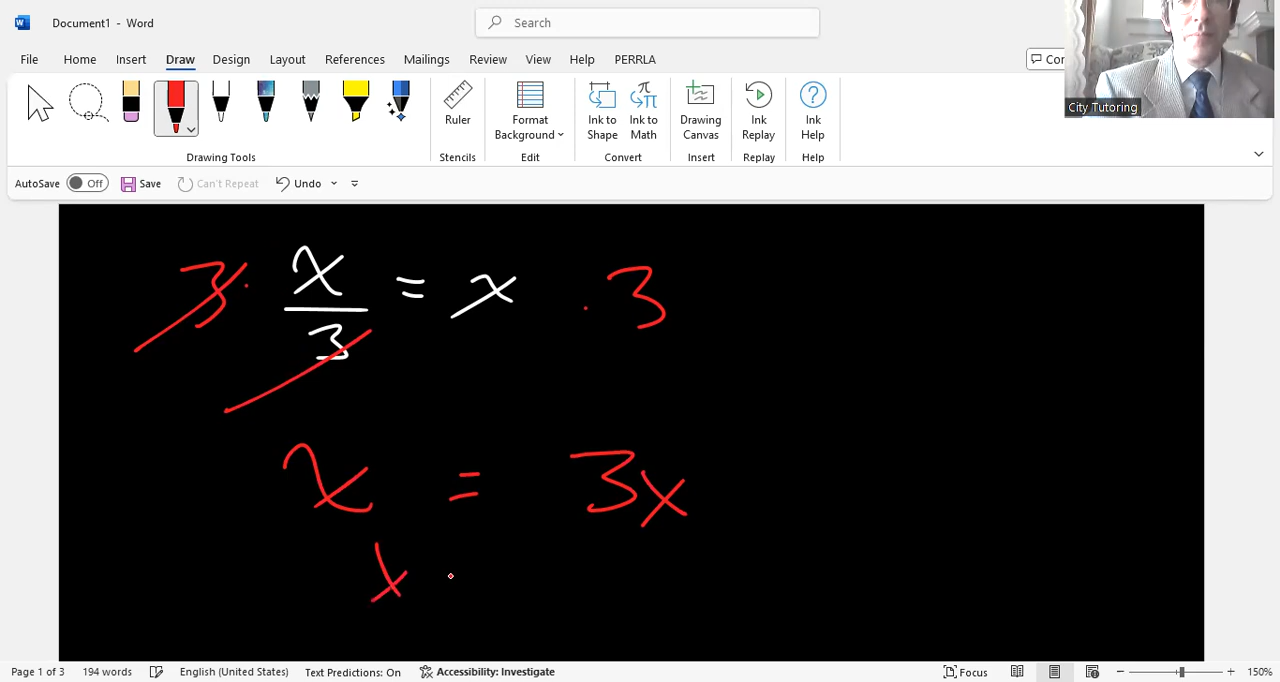 Document1 - Word
Search
File Home Insert Draw Design Layout References Mailings Review View Help PERRLA
City Tutoring
Ruler
Format Background
Ink to Shape
Ink to Math
Drawing Canvas
Ink Replay
Ink Help
Drawing Tools Stencils Edit Convert Insert Replay Help
AutoSave Off Save Can't Repeat Undo
3 · x/3 = x · 3
x = 3x
x
Page 1 of 3 194 words English (United States) Text Predictions: On Accessibility: Investigate Focus 150%